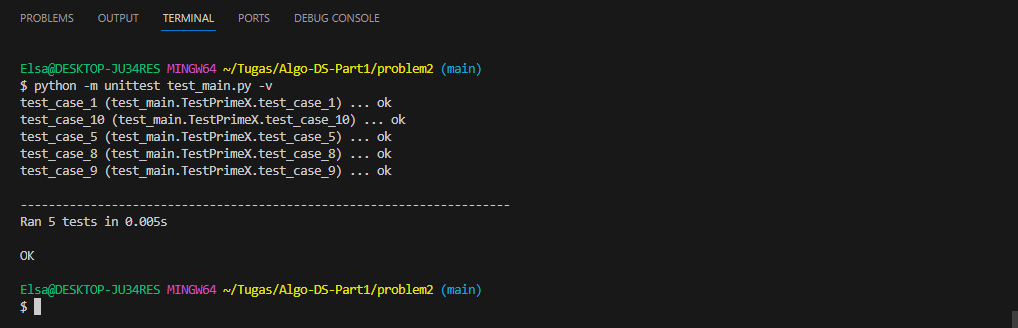 PROBLEMS OUTPUT TERMINAL PORTS DEBUG CONSOLE
Elsa@DESKTOP-JU34RES MINGW64 ~/Tugas/Algo-DS-Part1/problem2 (main)
$ python -m unittest test_main.py -v
test_case_1 (test_main.TestPrimeX.test_case_1) ... ok
test_case_10 (test_main.TestPrimeX.test_case_10) ... ok
test_case_5 (test_main.TestPrimeX.test_case_5) ... ok
test_case_8 (test_main.TestPrimeX.test_case_8) ... ok
test_case_9 (test_main.TestPrimeX.test_case_9) ... ok
----------------------------------------------------------------------
Ran 5 tests in 0.005s
OK
Elsa@DESKTOP-JU34RES MINGW64 ~/Tugas/Algo-DS-Part1/problem2 (main)
$